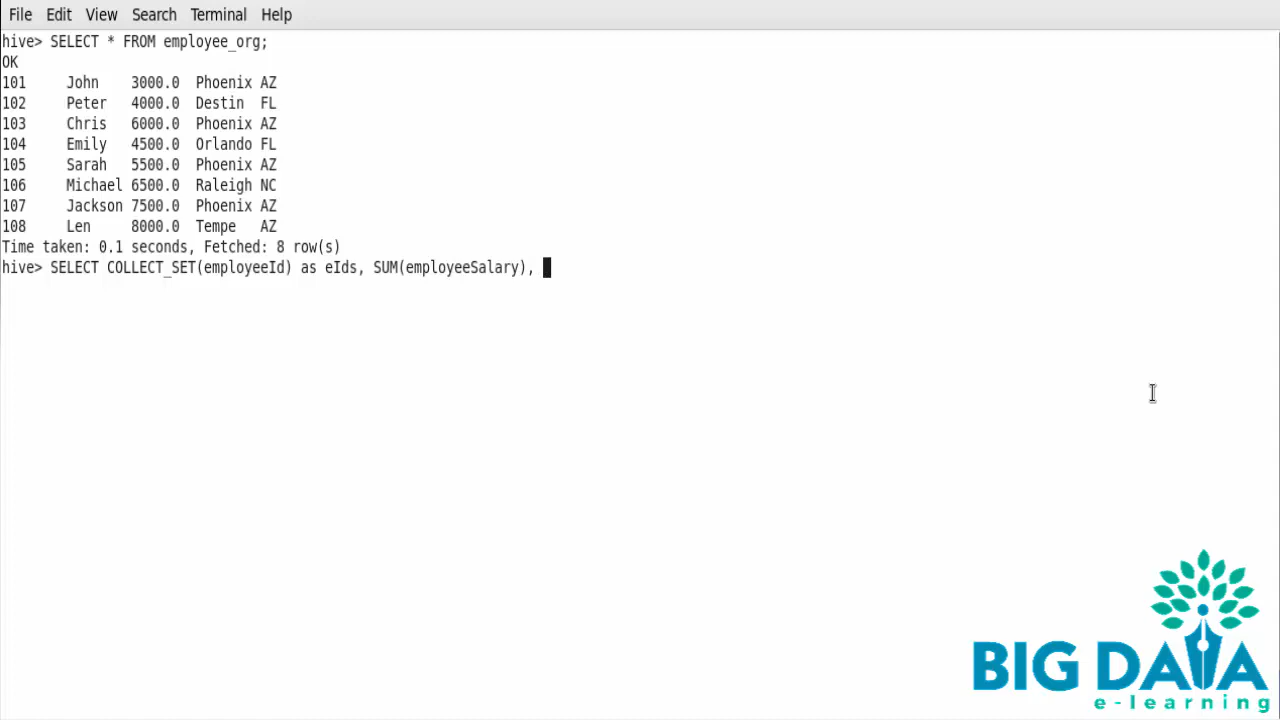 File Edit View Search Terminal Help
hive> SELECT * FROM employee_org;
OK
101 John 3000.0 Phoenix AZ
102 Peter 4000.0 Destin FL
103 Chris 6000.0 Phoenix AZ
104 Emily 4500.0 Orlando FL
105 Sarah 5500.0 Phoenix AZ
106 Michael 6500.0 Raleigh NC
107 Jackson 7500.0 Phoenix AZ
108 Len 8000.0 Tempe AZ
Time taken: 0.1 seconds, Fetched: 8 row(s)
hive> SELECT COLLECT_SET(employeeId) as eIds, SUM(employeeSalary),
BIG DATA
e-learning